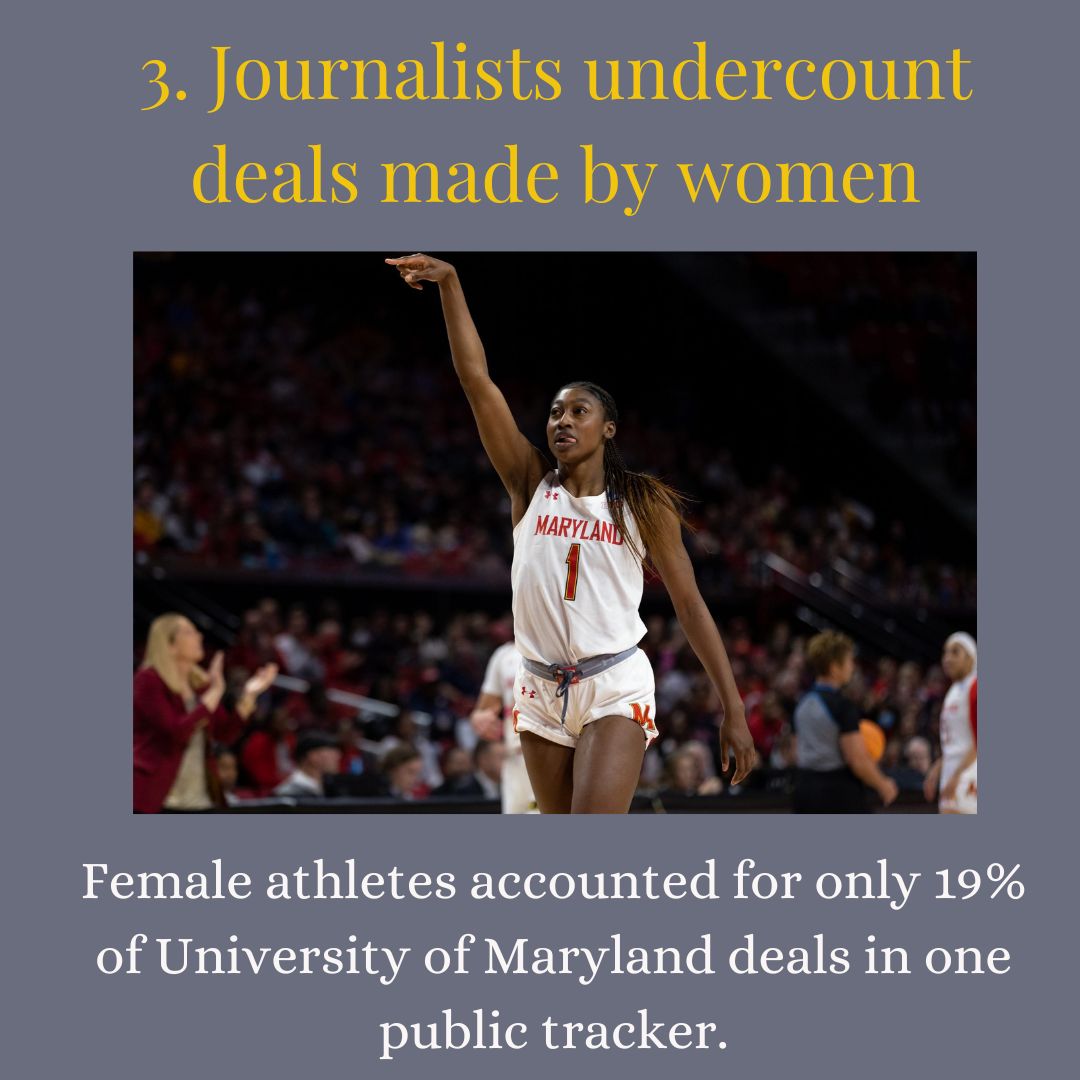 3. Journalists undercount
deals made by women
MARYLAND
1
M
Female athletes accounted for only 19%
of University of Maryland deals in one
public tracker.